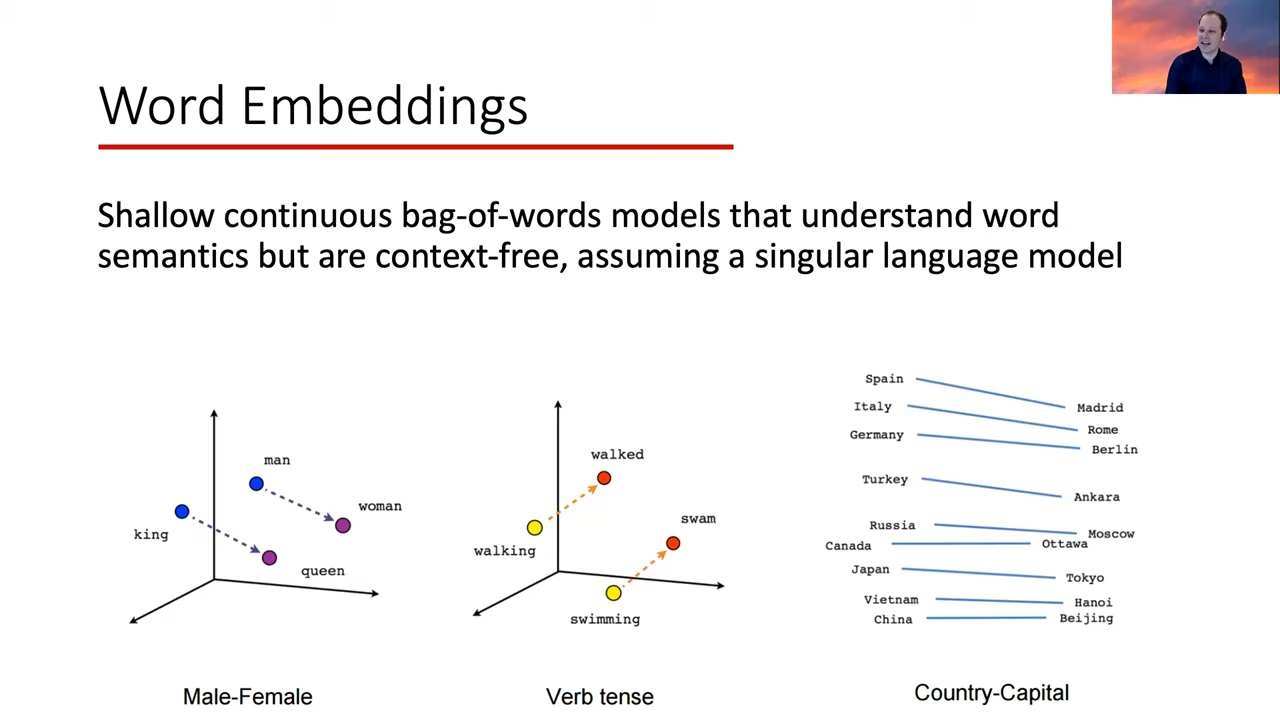 Word Embeddings
Shallow continuous bag-of-words models that understand word
semantics but are context-free, assuming a singular language model
man
woman
king
queen
Male-Female
walked
swam
walking
swimming
Verb tense
Spain
Madrid
Italy
Rome
Germany
Berlin
Turkey
Ankara
Russia
Moscow
Canada
Ottawa
Japan
Tokyo
Vietnam
Hanoi
China
Beijing
Country-Capital